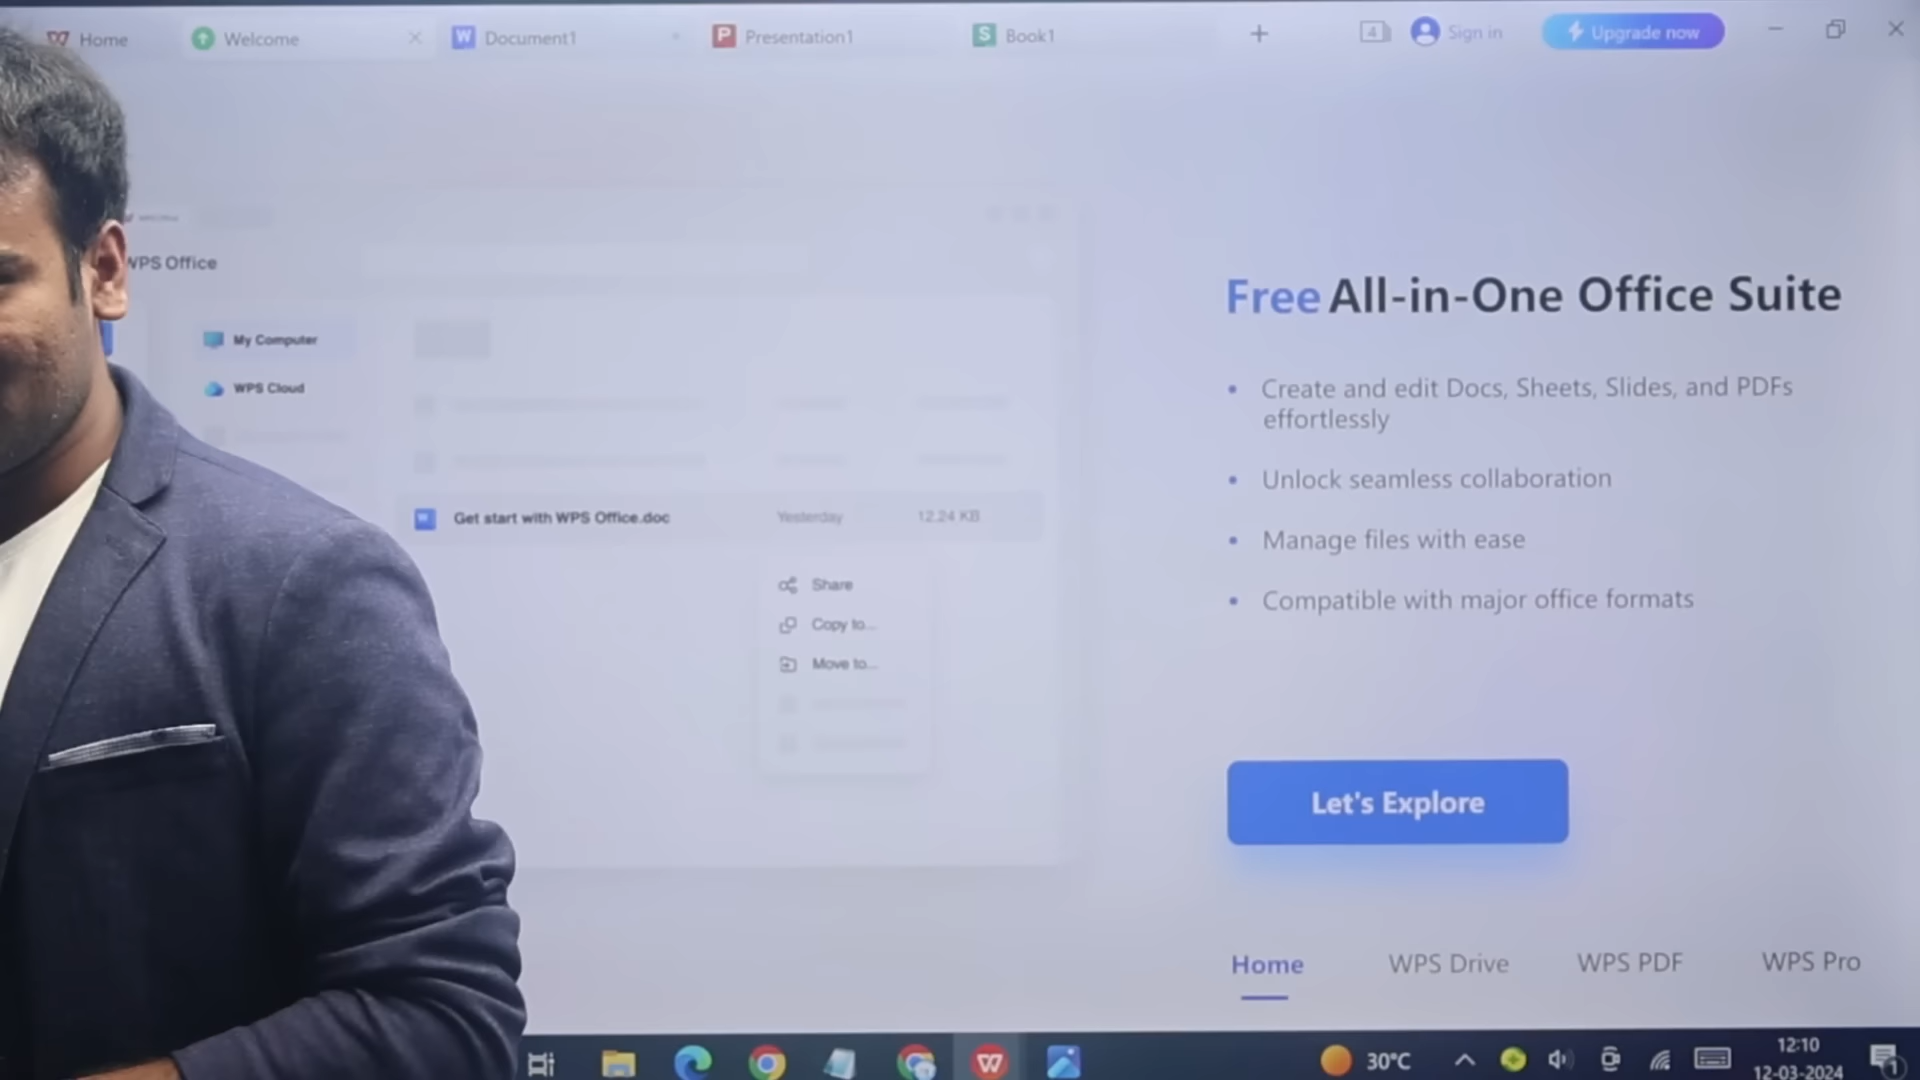 Home
Welcome
Document1
Presentation1
Book1
4
Sign in
Upgrade now
WPS Office
My Computer
WPS Cloud
Get start with WPS Office.doc
Yesterday
12.24 KB
Share
Copy to...
Move to...
Free All-in-One Office Suite
• Create and edit Docs, Sheets, Slides, and PDFs
effortlessly
• Unlock seamless collaboration
• Manage files with ease
• Compatible with major office formats
Let's Explore
Home
WPS Drive
WPS PDF
WPS Pro
30°C
12:10
12-03-2024
1